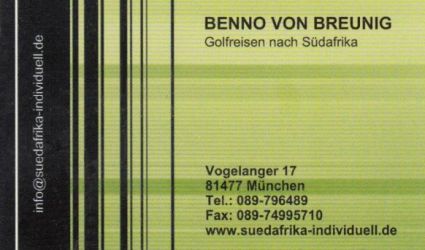 BENNO VON BREUNIG
Golfreisen nach Südafrika
info@suedafrika-individuell.de
Vogelanger 17
81477 München
Tel.: 089-796489
Fax: 089-74995710
www.suedafrika-individuell.de